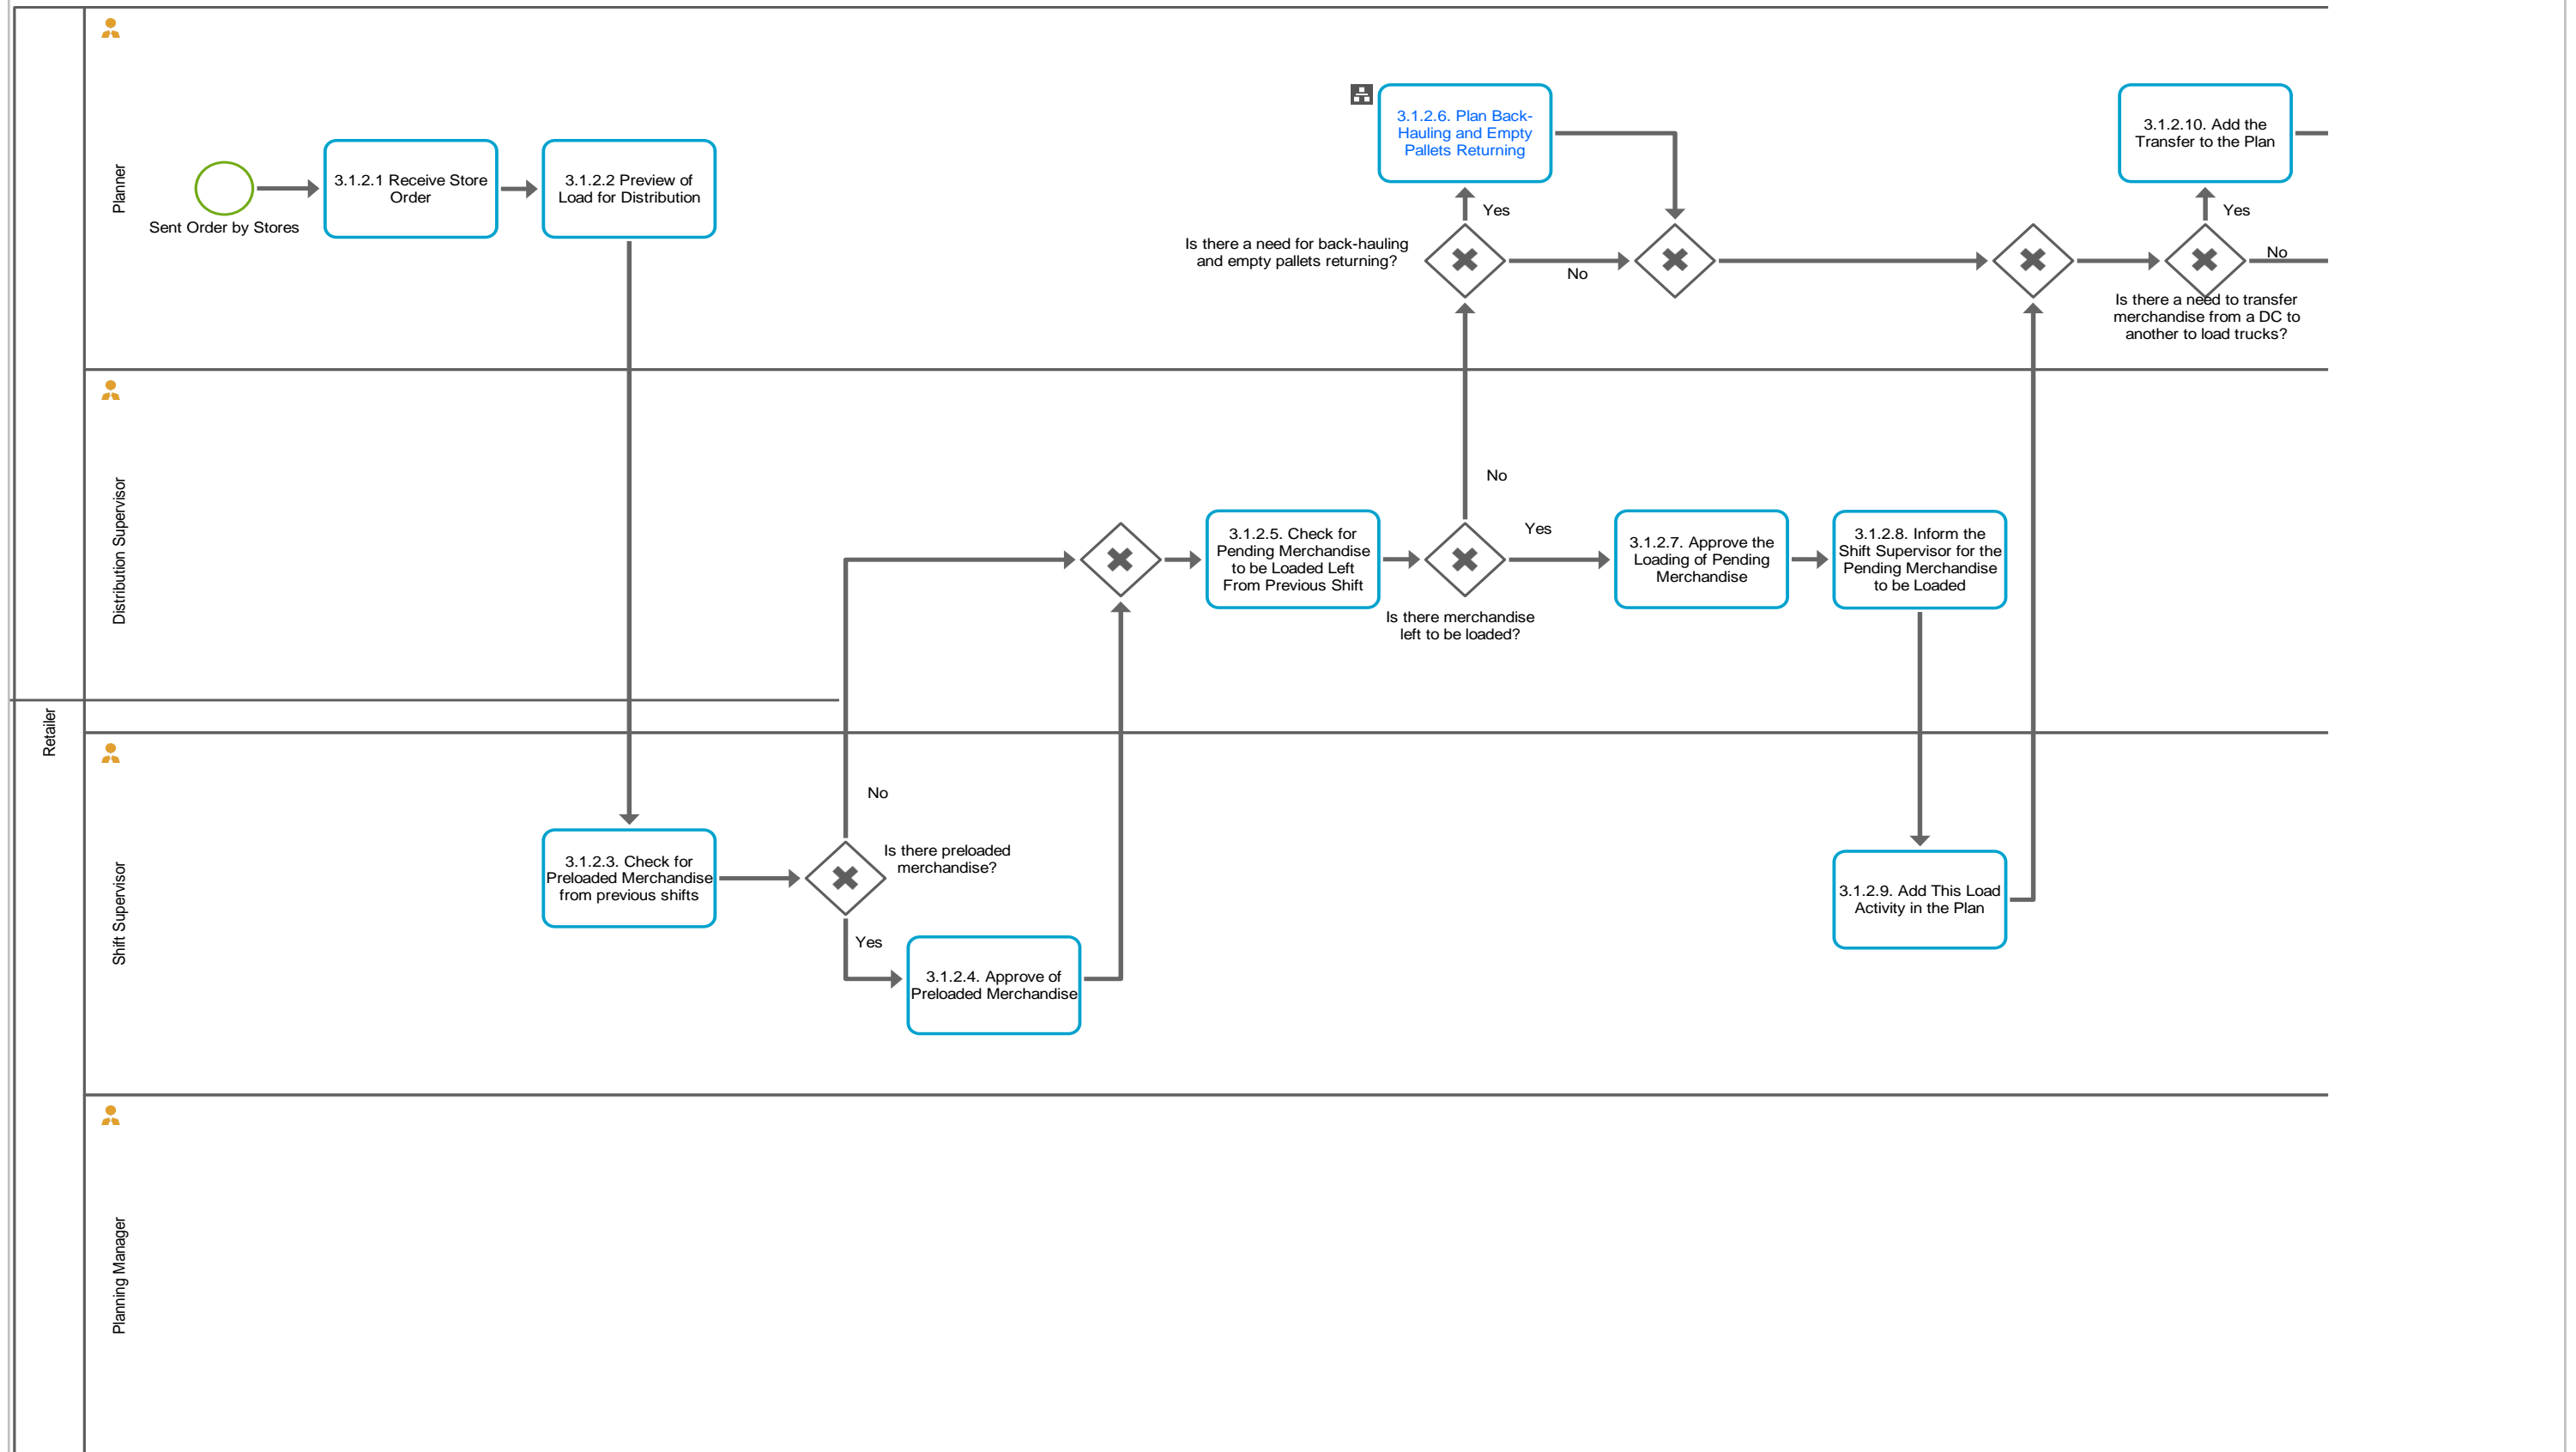 Retailer
Planner
Sent Order by Stores
3.1.2.1 Receive Store
Order
3.1.2.2 Preview of
Load for Distribution
3.1.2.6. Plan Back-
Hauling and Empty
Pallets Returning
Yes
Is there a need for back-hauling
and empty pallets returning?
No
3.1.2.10. Add the
Transfer to the Plan
Yes
No
Is there a need to transfer
merchandise from a DC to
another to load trucks?
Distribution Supervisor
3.1.2.5. Check for
Pending Merchandise
to be Loaded Left
From Previous Shift
No
Yes
Is there merchandise
left to be loaded?
3.1.2.7. Approve the
Loading of Pending
Merchandise
3.1.2.8. Inform the
Shift Supervisor for the
Pending Merchandise
to be Loaded
Shift Supervisor
3.1.2.3. Check for
Preloaded Merchandise
from previous shifts
No
Is there preloaded
merchandise?
Yes
3.1.2.4. Approve of
Preloaded Merchandise
3.1.2.9. Add This Load
Activity in the Plan
Planning Manager